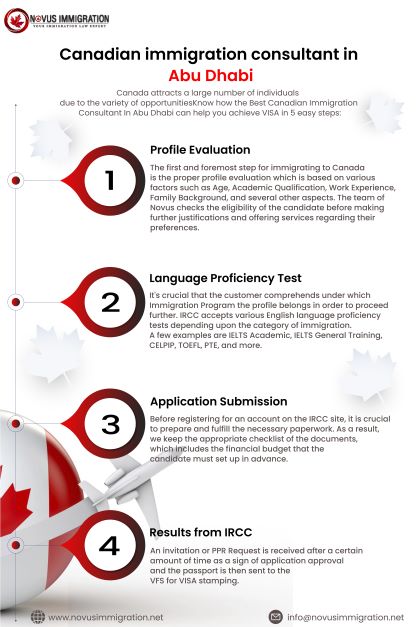 NOVUS IMMIGRATION
YOUR IMMIGRATION LAW EXPERT
Canadian immigration consultant in
Abu Dhabi
Canada attracts a large number of individuals
due to the variety of opportunitiesKnow how the Best Canadian Immigration
Consultant In Abu Dhabi can help you achieve VISA in 5 easy steps:
1
Profile Evaluation
The first and foremost step for immigrating to Canada
is the proper profile evaluation which is based on various
factors such as Age, Academic Qualification, Work Experience,
Family Background, and several other aspects. The team of
Novus checks the eligibility of the candidate before making
further justifications and offering services regarding their
preferences.
2
Language Proficiency Test
It's crucial that the customer comprehends under which
Immigration Program the profile belongs in order to proceed
further. IRCC accepts various English language proficiency
tests depending upon the category of immigration.
A few examples are IELTS Academic, IELTS General Training,
CELPIP, TOEFL, PTE, and more.
3
Application Submission
Before registering for an account on the IRCC site, it is crucial
to prepare and fulfill the necessary paperwork. As a result,
we keep the appropriate checklist of the documents,
which includes the financial budget that the
candidate must set up in advance.
4
Results from IRCC
An invitation or PPR Request is received after a certain
amount of time as a sign of application approval
and the passport is then sent to the
VFS for VISA stamping.
www.novusimmigration.net
info@novusimmigration.net